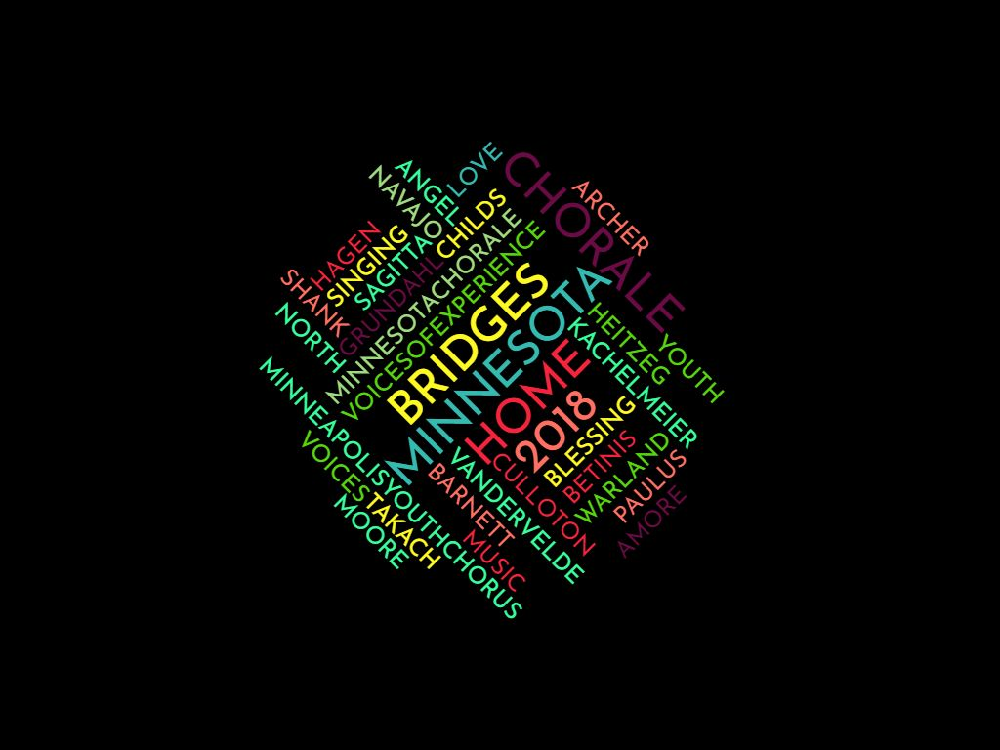 LOVE
CHORALE
ANGEL
NAVAJO
ARCHER
CHILDS
HAGEN
SINGING
SAGITTA
GRUNDAHL
MINNESOTACHORALE
VOICESOFEXPERIENCE
SHANK
NORTH
BRIDGES
MINNESOTA
HOME
2018
HEITZEG
YOUTH
KACHELMEIER
MINNEAPOLISYOUTHCHORUS
BLESSING
BETINIS
WARLAND
PAULUS
AMORE
VOICES
TAKACH
MOORE
VANDERVELDE
CULLOTON
BARNETT
MUSIC